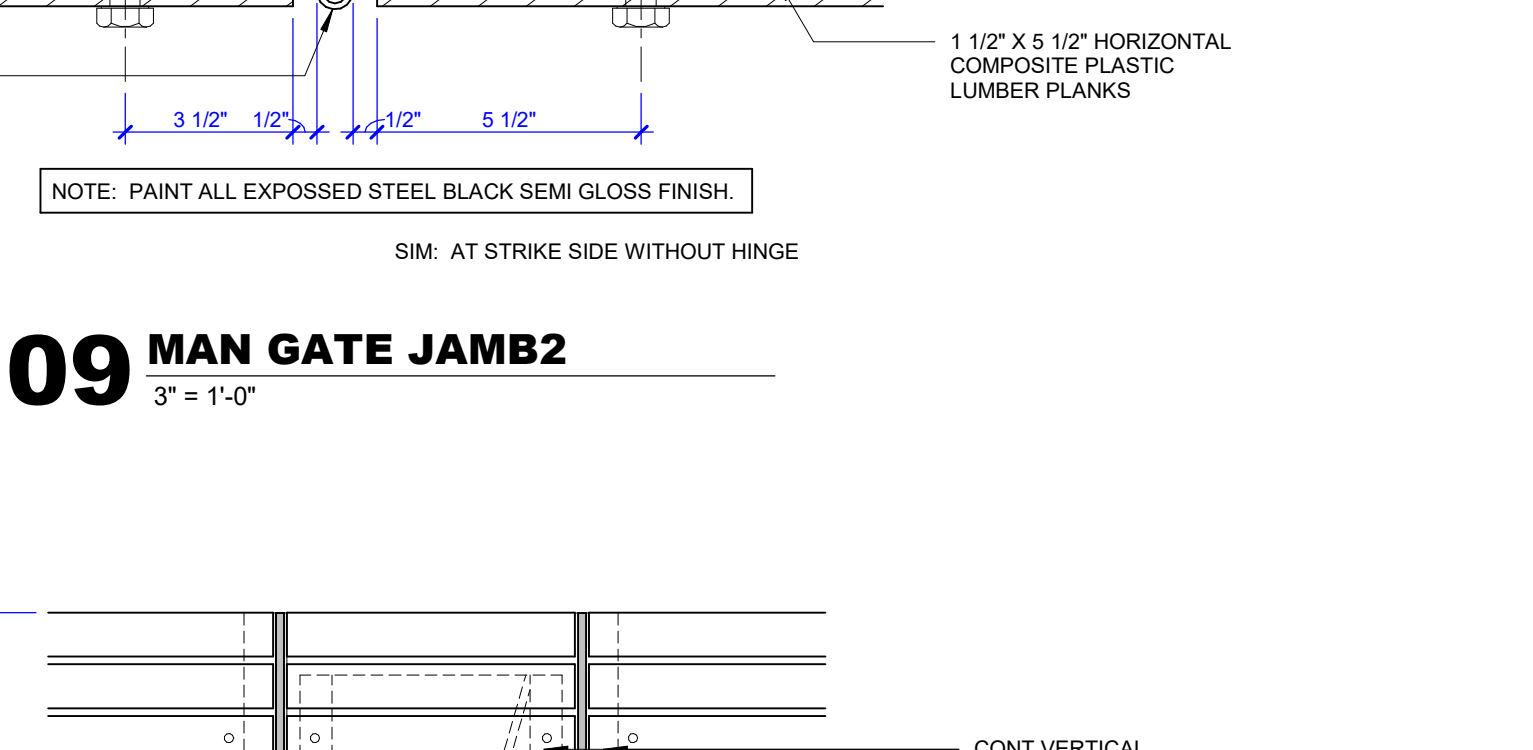 1 1/2" X 5 1/2" HORIZONTAL
COMPOSITE PLASTIC
LUMBER PLANKS
3 1/2" 1/2" 1/2" 5 1/2"
NOTE: PAINT ALL EXPOSSED STEEL BLACK SEMI GLOSS FINISH.
SIM: AT STRIKE SIDE WITHOUT HINGE
09 MAN GATE JAMB2
3" = 1'-0"
CONT VERTICAL